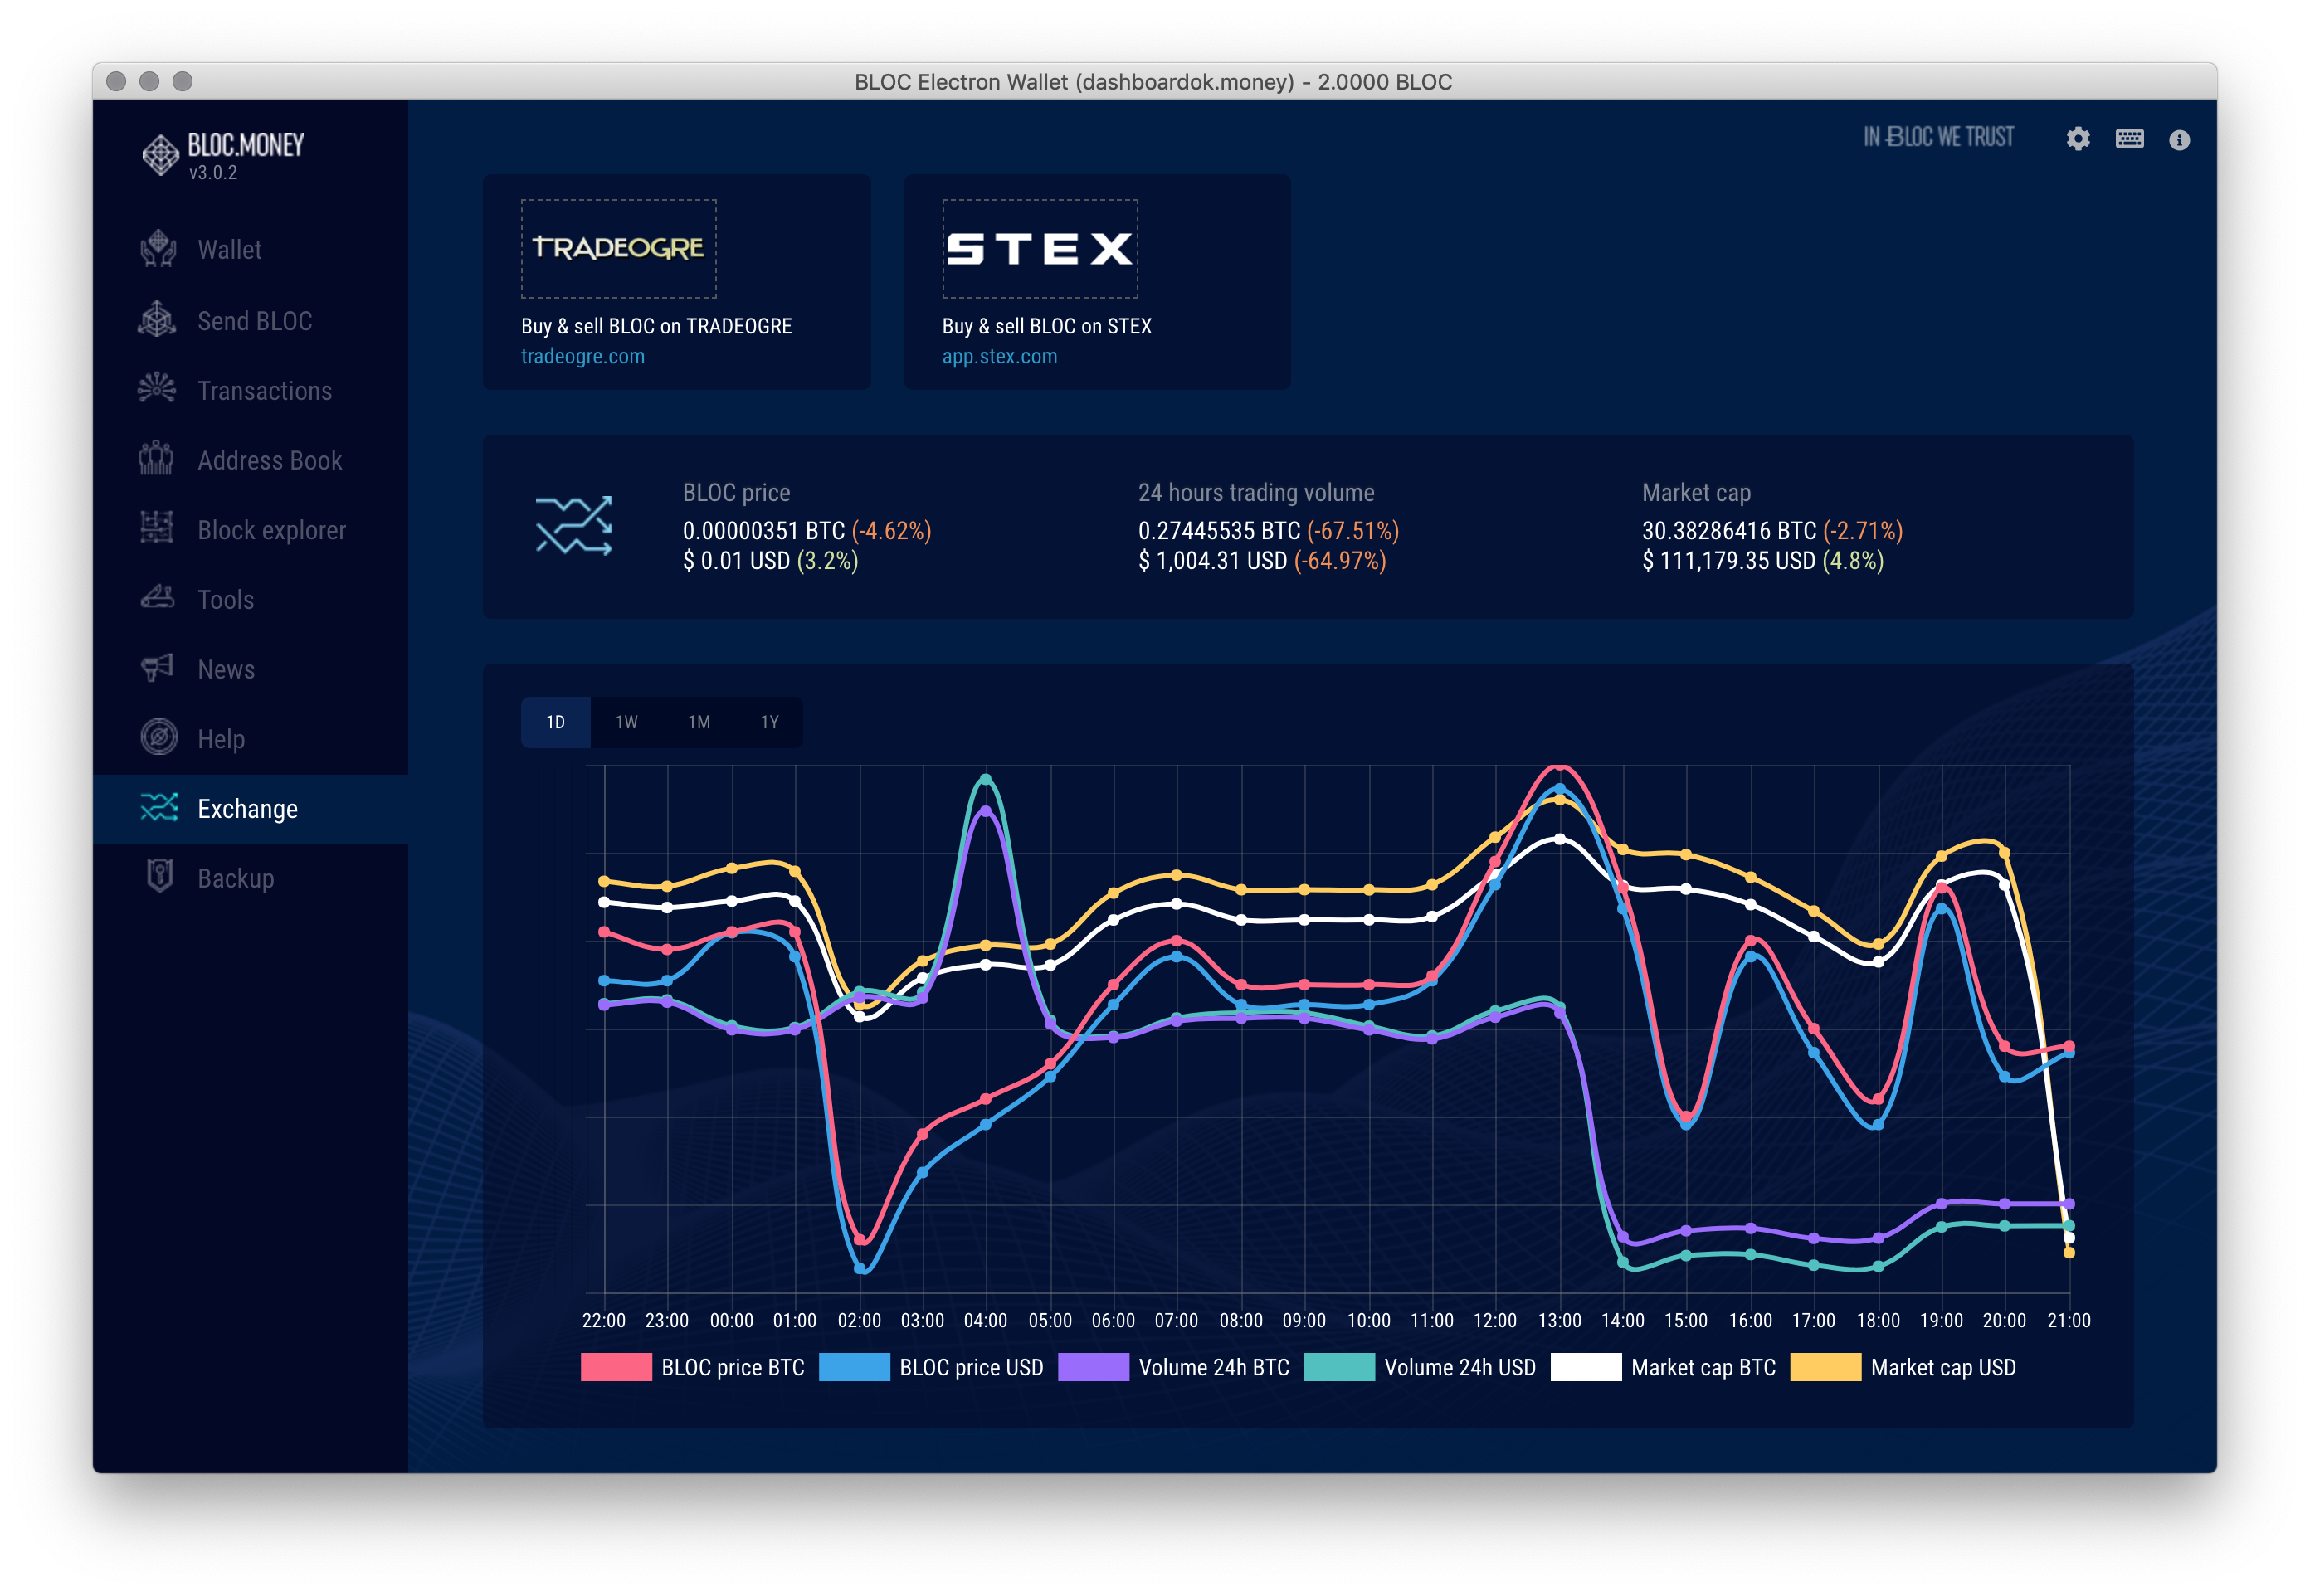 BLOC Electron Wallet (dashboardok.money) - 2.0000 BLOC
BLOC.MONEY
v3.0.2
IN BLOC WE TRUST
Wallet
Send BLOC
Transactions
Address Book
Block explorer
Tools
News
Help
Exchange
Backup
TRADEOGRE
Buy & sell BLOC on TRADEOGRE
tradeogre.com
STEX
Buy & sell BLOC on STEX
app.stex.com
BLOC price
0.00000351 BTC (-4.62%)
$ 0.01 USD (3.2%)
24 hours trading volume
0.27445535 BTC (-67.51%)
$ 1,004.31 USD (-64.97%)
Market cap
30.38286416 BTC (-2.71%)
$ 111,179.35 USD (4.8%)
1D 1W 1M 1Y
22:00 23:00 00:00 01:00 02:00 03:00 04:00 05:00 06:00 07:00 08:00 09:00 10:00 11:00 12:00 13:00 14:00 15:00 16:00 17:00 18:00 19:00 20:00 21:00
BLOC price BTC BLOC price USD Volume 24h BTC Volume 24h USD Market cap BTC Market cap USD